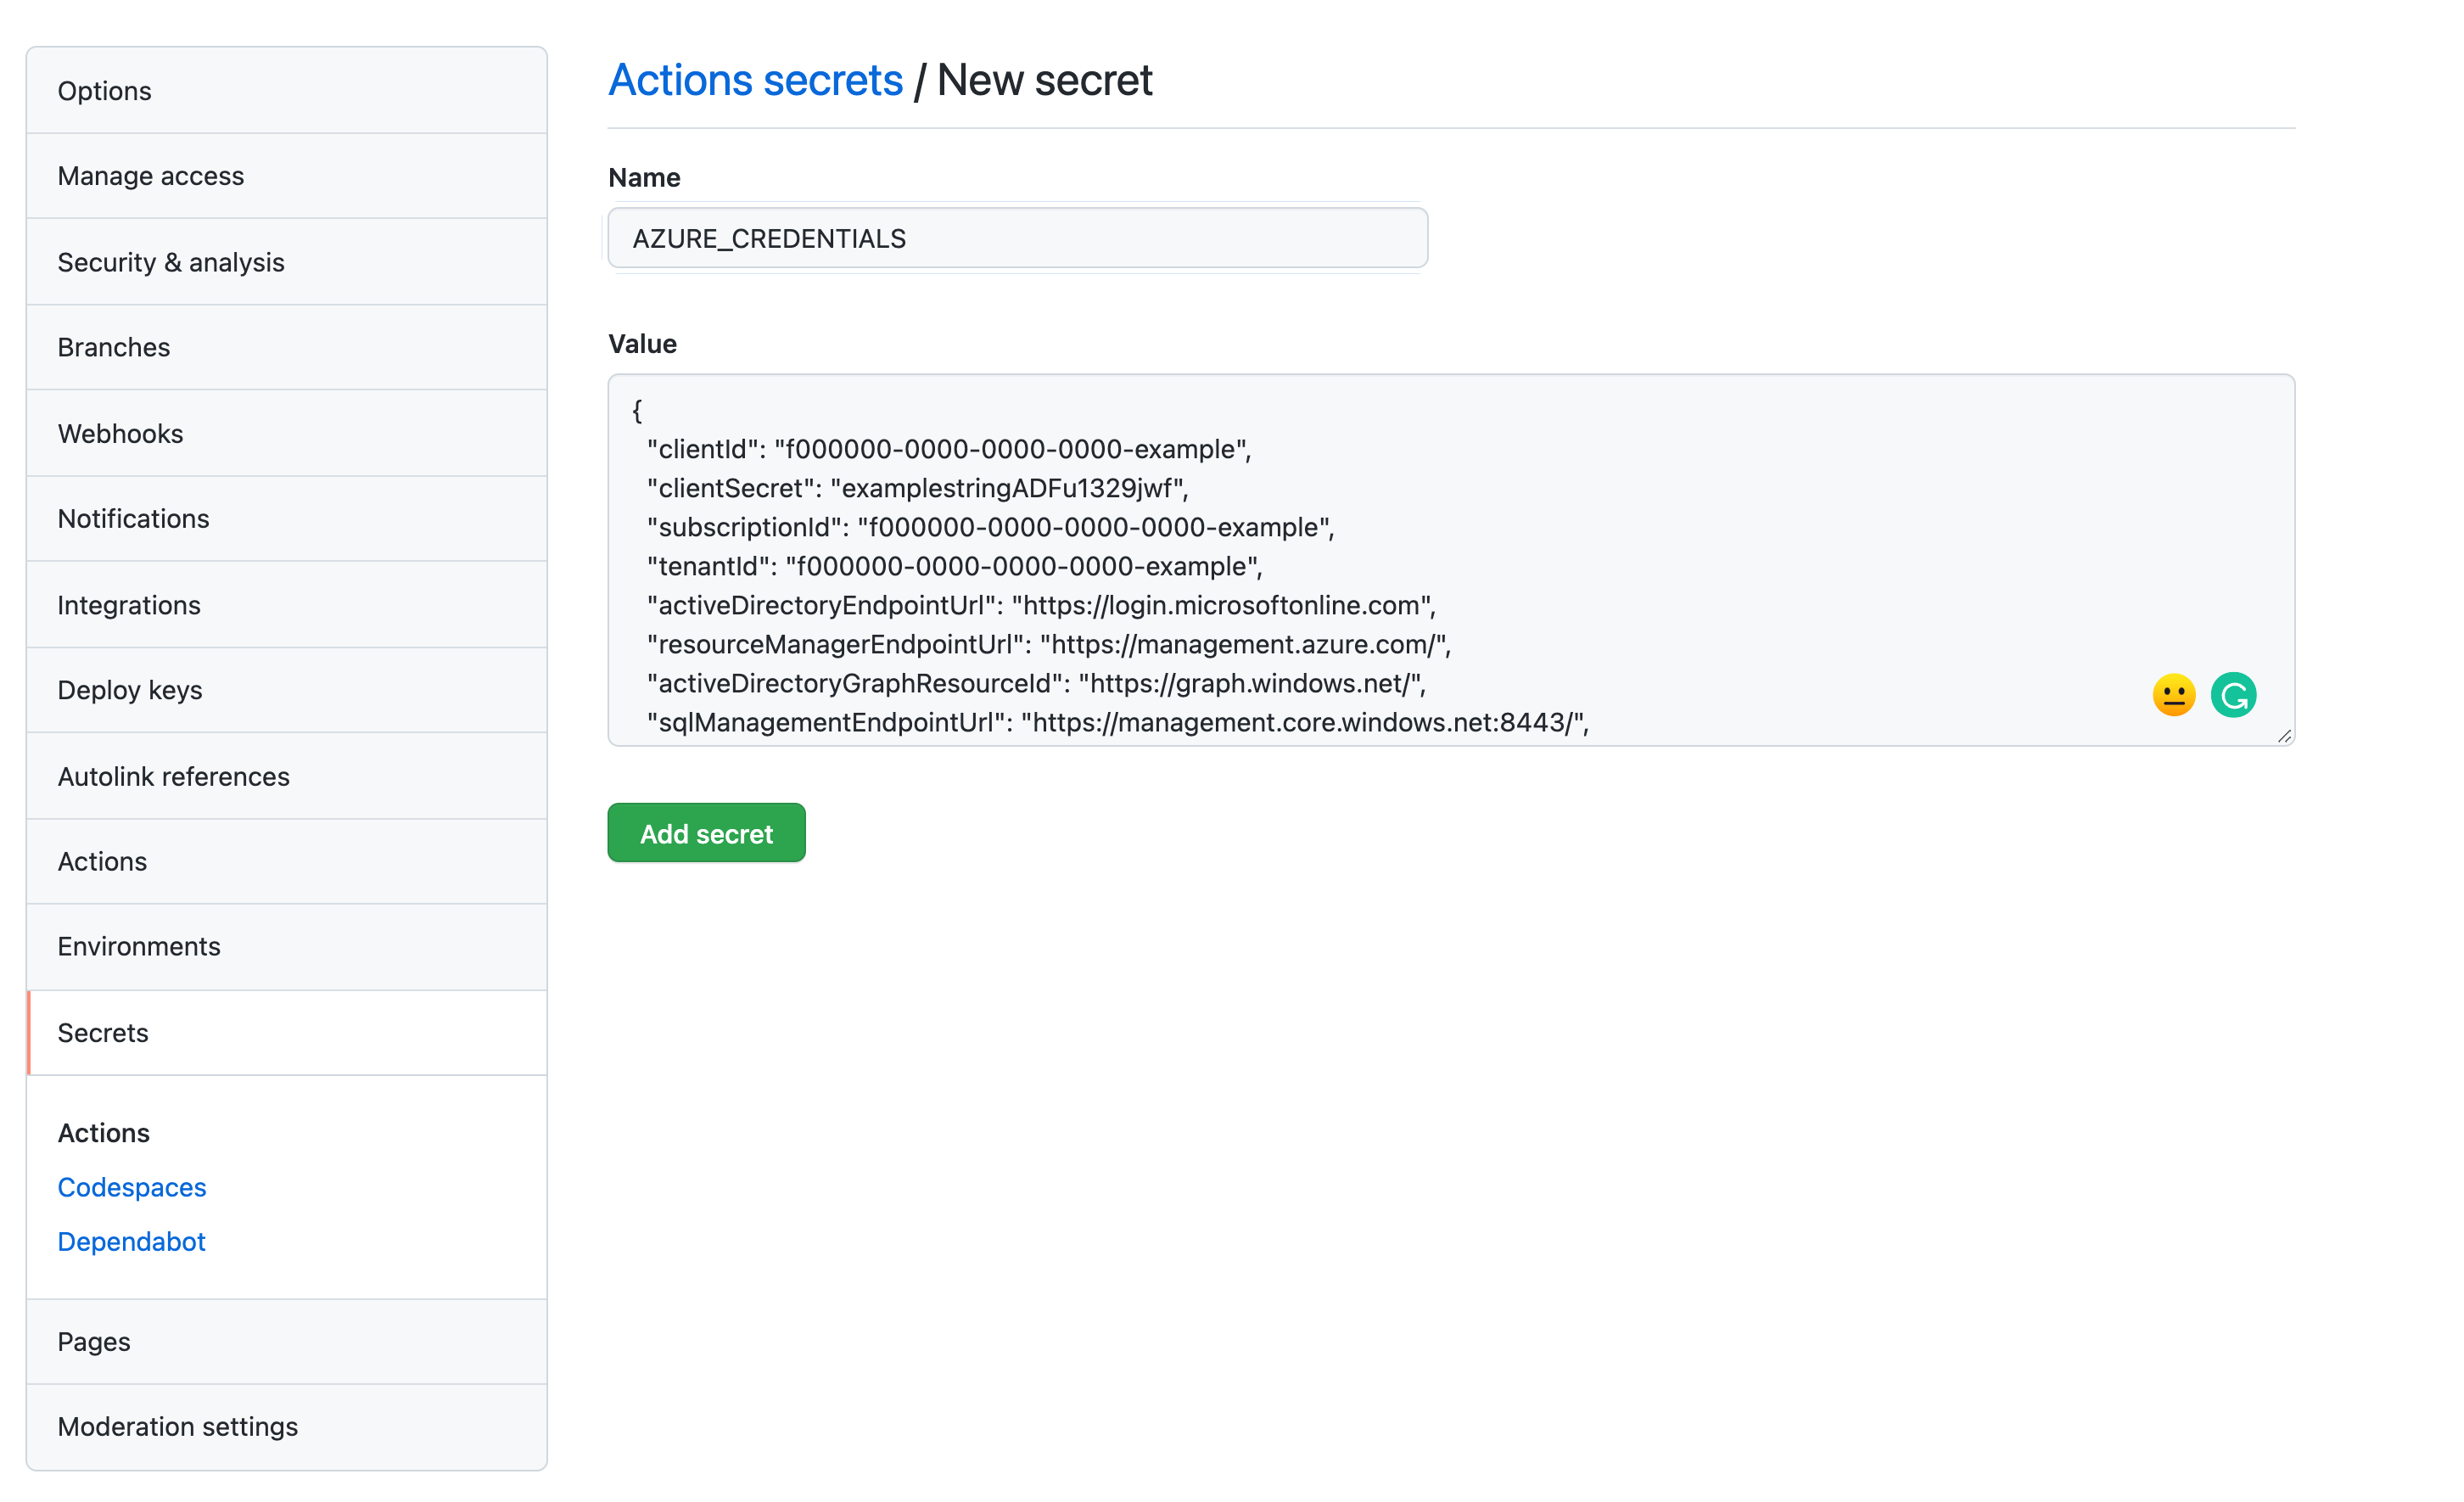 Options
Manage access
Security & analysis
Branches
Webhooks
Notifications
Integrations
Deploy keys
Autolink references
Actions
Environments
Secrets
Actions
Codespaces
Dependabot
Pages
Moderation settings
Actions secrets / New secret
Name
AZURE_CREDENTIALS
Value
{
"clientId": "f000000-0000-0000-0000-example",
"clientSecret": "examplestringADFu1329jwf",
"subscriptionId": "f000000-0000-0000-0000-example",
"tenantId": "f000000-0000-0000-0000-example",
"activeDirectoryEndpointUrl": "https://login.microsoftonline.com",
"resourceManagerEndpointUrl": "https://management.azure.com/",
"activeDirectoryGraphResourceId": "https://graph.windows.net/",
"sqlManagementEndpointUrl": "https://management.core.windows.net:8443/",
Add secret